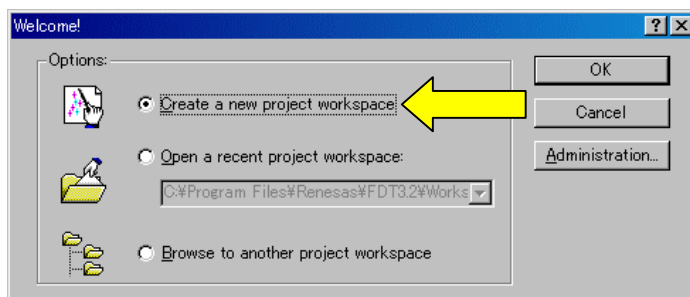 Welcome!
Options:
Create a new project workspace
Open a recent project workspace:
C:¥Program Files¥Renesas¥FDT3.2¥Works
Browse to another project workspace
OK
Cancel
Administration...